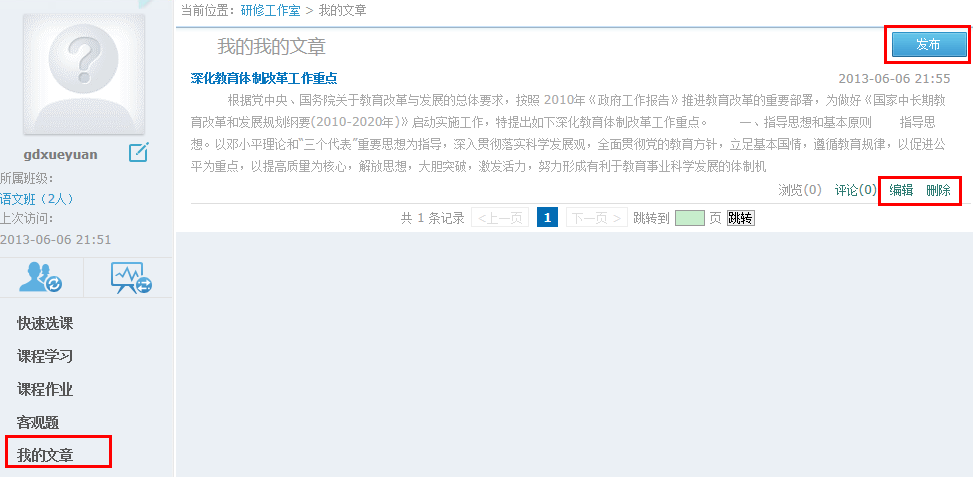 当前位置：研修工作室 > 我的文章
我的我的文章
发布
深化教育体制改革工作重点
2013-06-06 21:55
根据党中央、国务院关于教育改革与发展的总体要求，按照 2010年《政府工作报告》推进教育改革的重要部署，为做好《国家中长期教
育改革和发展规划纲要(2010-2020年)》启动实施工作，特提出如下深化教育体制改革工作重点。 一、指导思想和基本原则 指导思
想。以邓小平理论和“三个代表”重要思想为指导，深入贯彻落实科学发展观，全面贯彻党的教育方针，立足基本国情，遵循教育规律，以促进公
平为重点，以提高质量为核心，解放思想，大胆突破，激发活力，努力形成有利于教育事业科学发展的体制机
浏览(0) 评论(0) 编辑 删除
共 1 条记录 <上一页 1 下一页 > 跳转到 页 跳转
gdxueyuan
所属班级：
语文班（2人）
上次访问：
2013-06-06 21:51
快速选课
课程学习
课程作业
客观题
我的文章